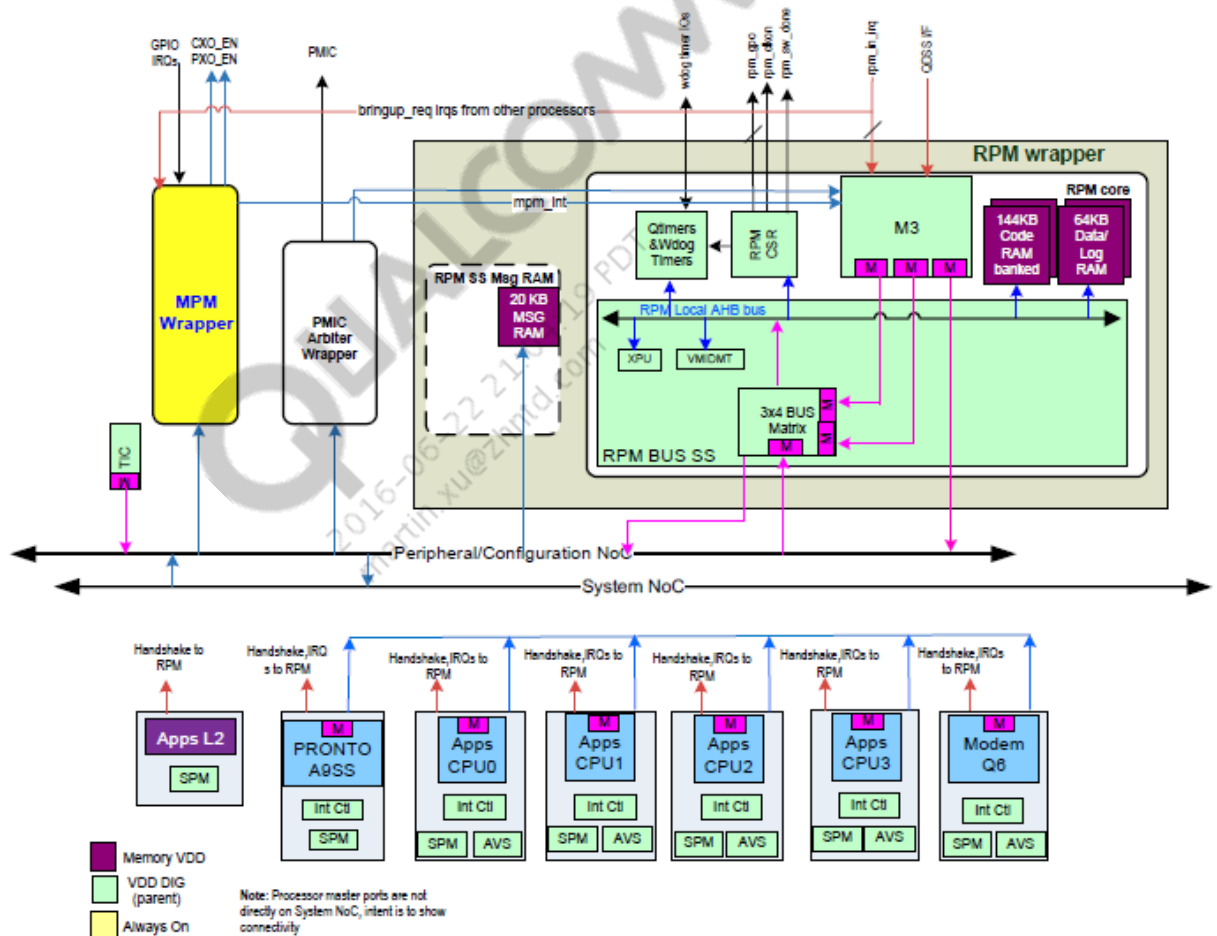 GPIO
IRQs
CXO_EN
PXO_EN
PMIC
wdog timer IOs
rpm_gpo
rpm_clkon
rpm_sw_done
rpm_in_irq
QDSS I/F
bringup_req Irqs from other processors
RPM wrapper
RPM core
mpm_Int
MPM
Wrapper
PMIC
Arbiter
Wrapper
RPM SS Msg RAM
20 KB
MSG
RAM
Qtimers
&Wdog
Timers
RPM
CSR
M3
M
M
M
144KB
Code
RAM
banked
64KB
Data/
Log
RAM
RPM Local AHB bus
XPU
VMIDMT
3x4 BUS
Matrix
M
M
M
RPM BUS SS
TIC
M
QUALCOMM
2016-06-22 21:0 :19 PDT
martin.xu@zhntd.com
Peripheral/Configuration NoC
System NoC
Handshake to
RPM
Handshake,IRQ
s to RPM
Handshake,IRQs to
RPM
Handshake,IRQs to
RPM
Handshake,IRQs to
RPM
Handshake,IRQs to
RPM
Handshake,IRQs
to RPM
Apps L2
SPM
M
PRONTO
A9SS
Int Ctl
SPM
M
Apps
CPU0
Int Ctl
SPM
AVS
M
Apps
CPU1
Int Ctl
SPM
AVS
M
Apps
CPU2
Int Ctl
SPM
AVS
M
Apps
CPU3
Int Ctl
SPM
AVS
M
Modem
Q6
Int Ctl
SPM
AVS
Memory VDD
VDD DIG
(parent)
Always On
Note: Processor master ports are not
directly on System NoC, intent is to show
connectivity